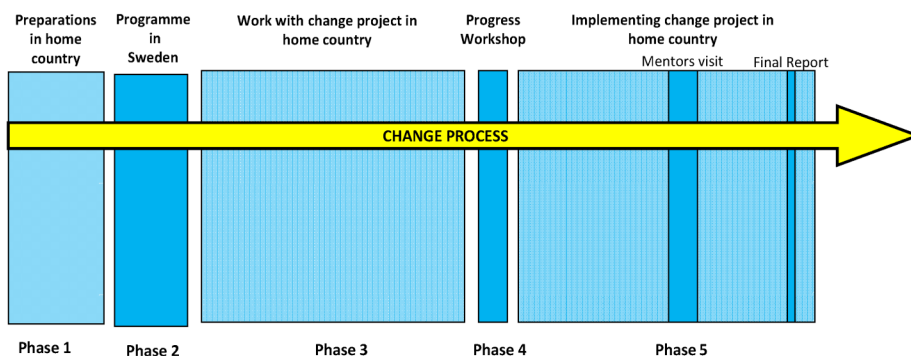 Preparations
in home
country
Programme
in
Sweden
Work with change project in
home country
Progress
Workshop
Implementing change project in
home country
Mentors visit
Final Report
CHANGE PROCESS
Phase 1
Phase 2
Phase 3
Phase 4
Phase 5